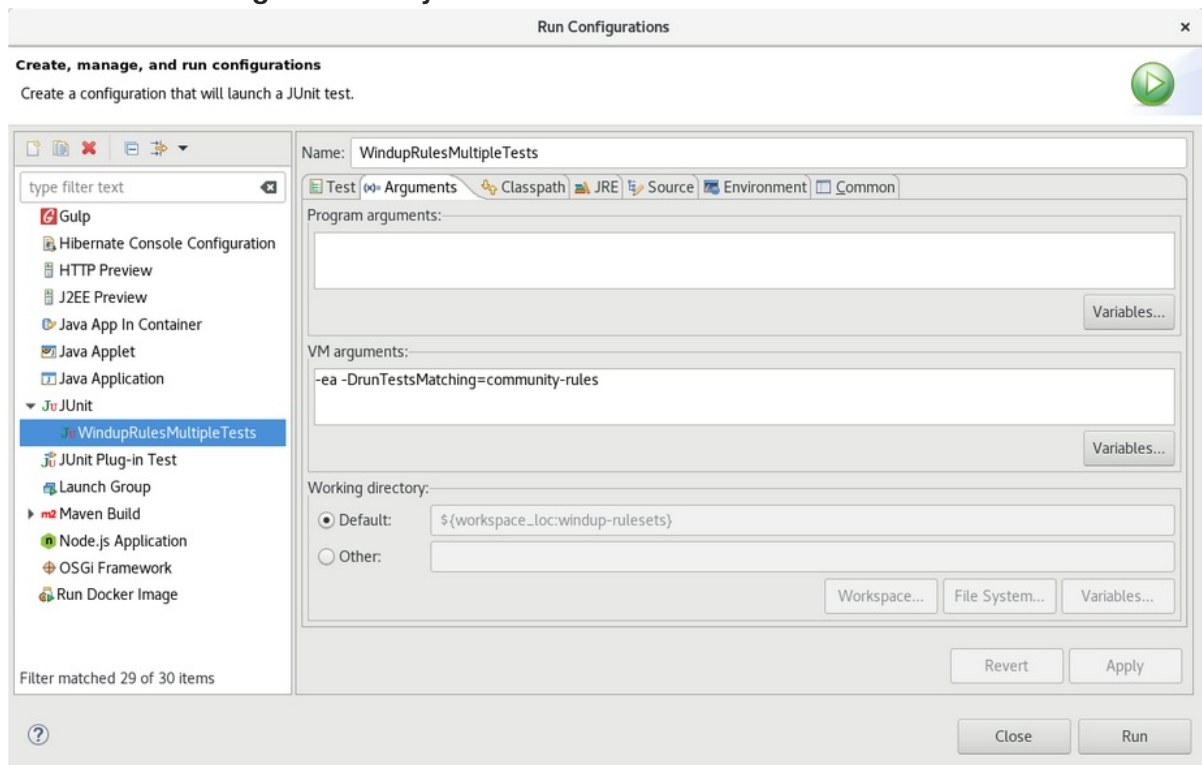 Run Configurations
Create, manage, and run configurations
Create a configuration that will launch a JUnit test.
type filter text
Gulp
Hibernate Console Configuration
HTTP Preview
J2EE Preview
Java App In Container
Java Applet
Java Application
JUnit
WindupRulesMultipleTests
JUnit Plug-in Test
Launch Group
m2 Maven Build
Node.js Application
OSGi Framework
Run Docker Image
Filter matched 29 of 30 items
Name: WindupRulesMultipleTests
Test (x)= Arguments Classpath JRE Source Environment Common
Program arguments:
Variables...
VM arguments:
-ea -DrunTestsMatching=community-rules
Variables...
Working directory:
Default: ${workspace_loc:windup-rulesets}
Other:
Workspace... File System... Variables...
Revert Apply
Close Run